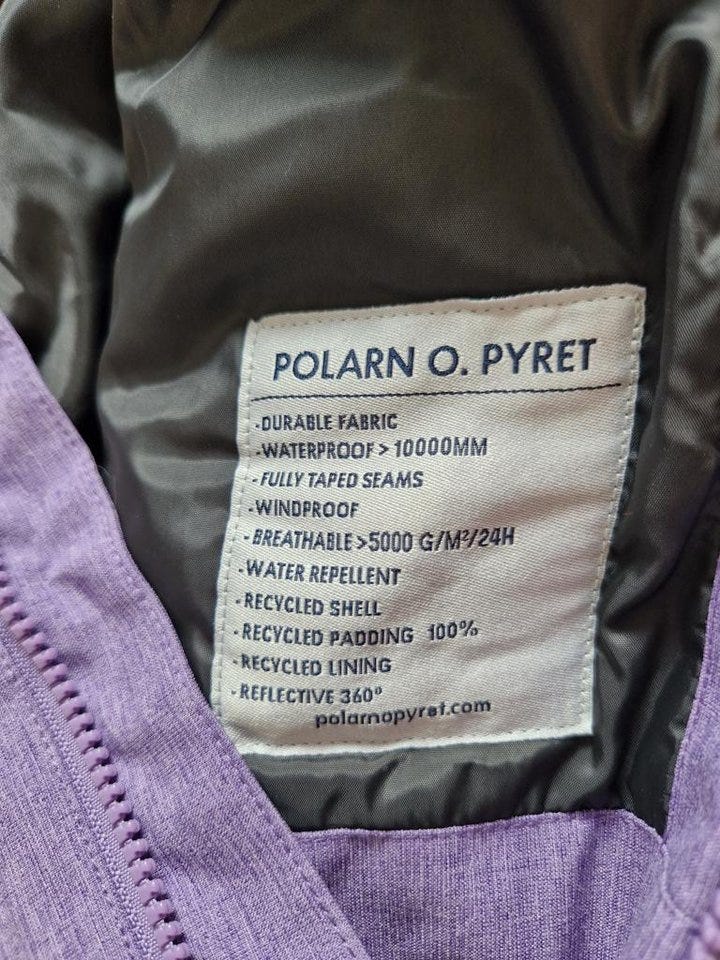 POLARN O. PYRET
-DURABLE FABRIC
-WATERPROOF > 10000MM
-FULLY TAPED SEAMS
-WINDPROOF
-BREATHABLE >5000 G/M²/24H
-WATER REPELLENT
-RECYCLED SHELL
-RECYCLED PADDING 100%
-RECYCLED LINING
-REFLECTIVE 360°
polarnopyret.com